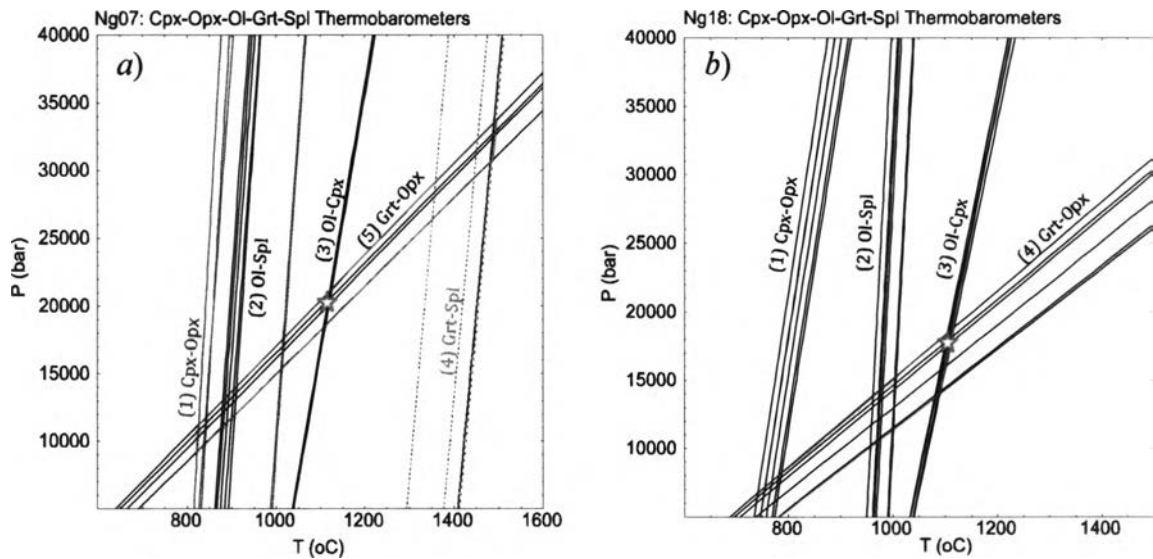 Ng07: Cpx-Opx-Ol-Grt-Spl Thermobarometers
a)
40000
35000
30000
25000
20000
15000
10000
P (bar)
(1) Cpx-Opx
(2) Ol-Spl
(3) Ol-Cpx
(5) Grt-Opx
(4) Grt-Spl
800
1000
1200
1400
1600
T (oC)
Ng18: Cpx-Opx-Ol-Grt-Spl Thermobarometers
b)
40000
35000
30000
25000
20000
15000
10000
P (bar)
(1) Cpx-Opx
(2) Ol-Spl
(3) Ol-Cpx
(4) Grt-Opx
800
1000
1200
1400
T (oC)